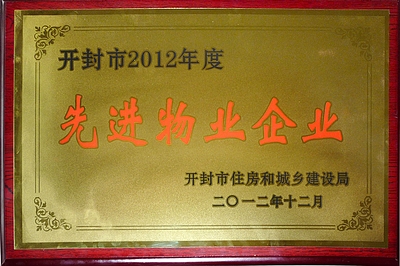 开封市2012年度
先进物业企业
开封市住房和城乡建设局
二〇一二年十二月